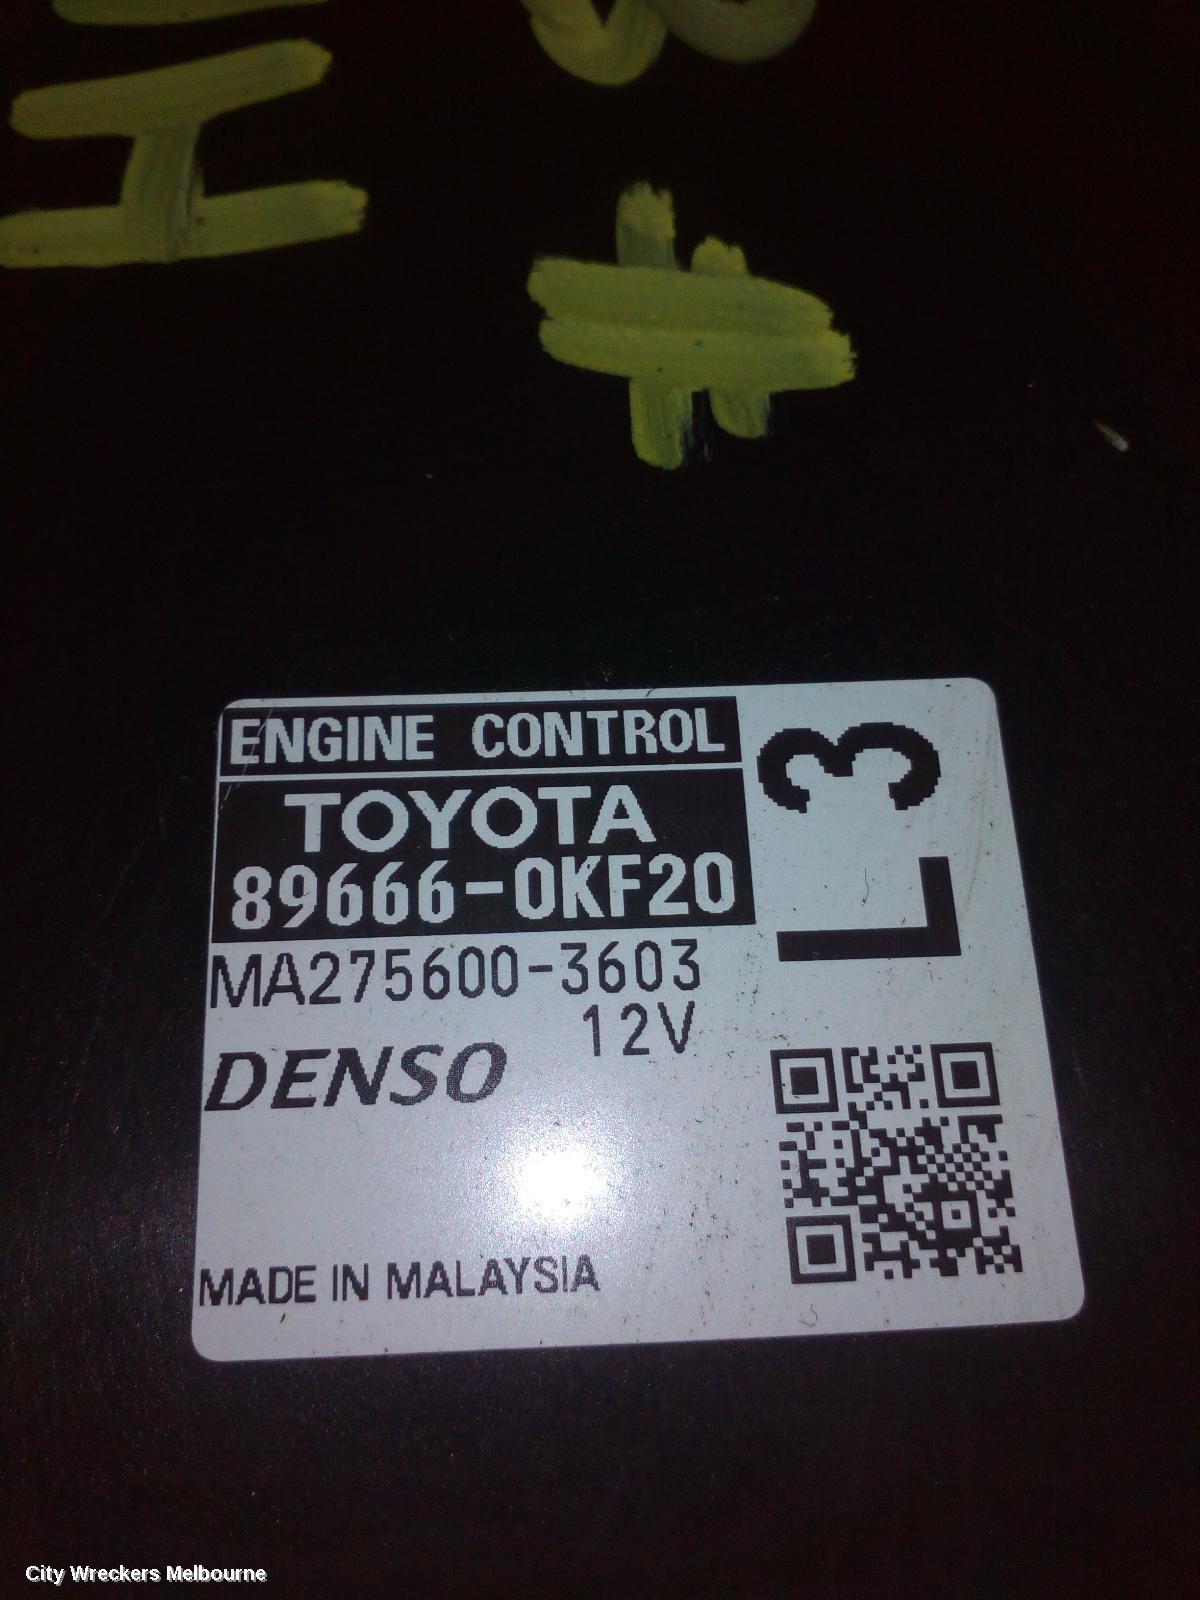 H
#
ENGINE CONTROL
TOYOTA
89666-0KF20
MA275600-3603
12V
DENSO
MADE IN MALAYSIA
L3
City Wreckers Melbourne